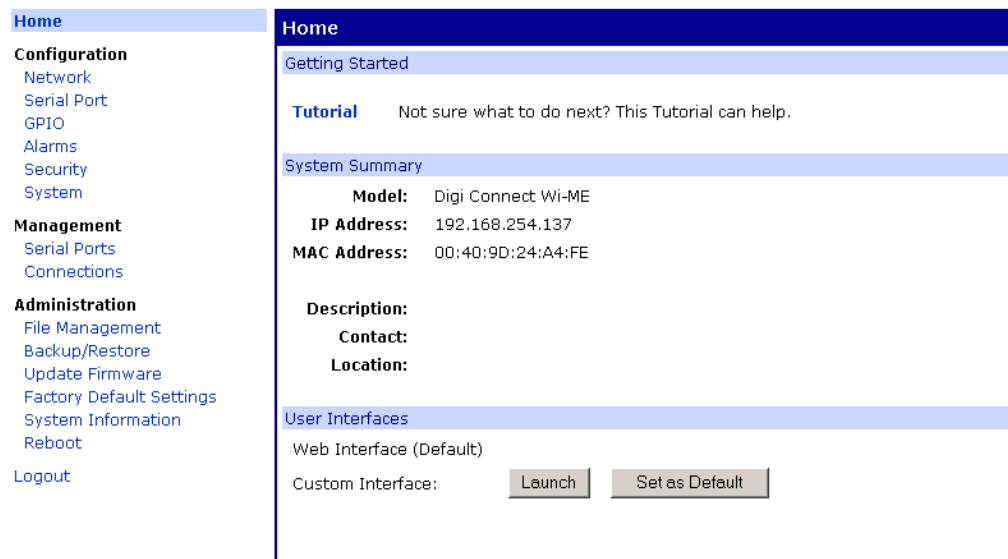 Home
Configuration
Network
Serial Port
GPIO
Alarms
Security
System
Management
Serial Ports
Connections
Administration
File Management
Backup/Restore
Update Firmware
Factory Default Settings
System Information
Reboot
Logout
Home
Getting Started
Tutorial Not sure what to do next? This Tutorial can help.
System Summary
Model: Digi Connect Wi-ME
IP Address: 192.168.254.137
MAC Address: 00:40:9D:24:A4:FE
Description:
Contact:
Location:
User Interfaces
Web Interface (Default)
Custom Interface: Launch Set as Default